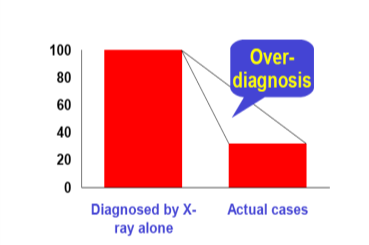 100
80
60
40
20
0
Over-
diagnosis
Diagnosed by X-
ray alone
Actual cases